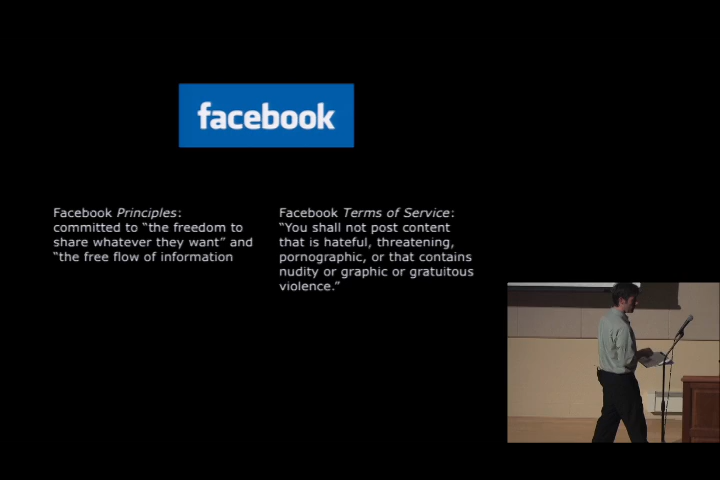 facebook
Facebook Principles:
committed to “the freedom to
share whatever they want” and
“the free flow of information
Facebook Terms of Service:
“You shall not post content
that is hateful, threatening,
pornographic, or that contains
nudity or graphic or gratuitous
violence.”